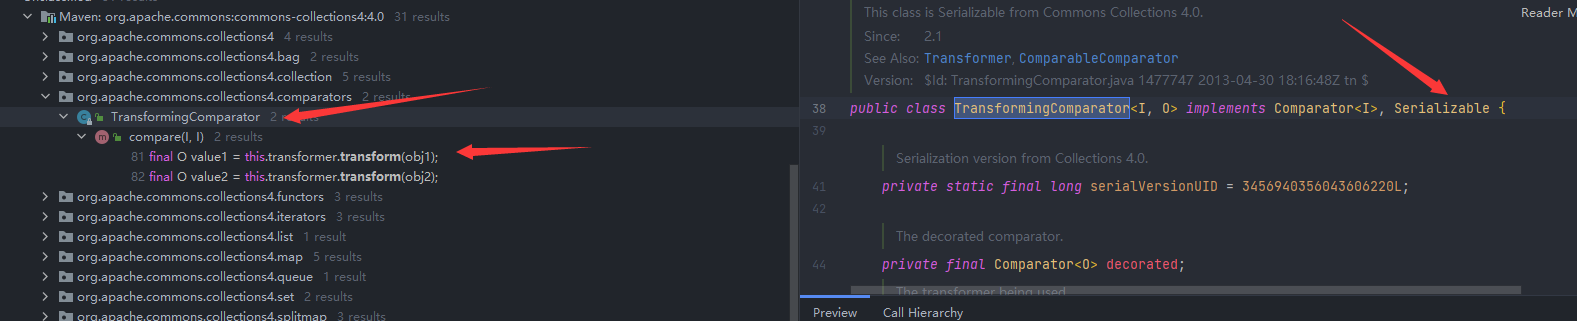 Maven: org.apache.commons:commons-collections4:4.0 31 results
org.apache.commons.collections4 4 results
org.apache.commons.collections4.bag 2 results
org.apache.commons.collections4.collection 5 results
org.apache.commons.collections4.comparators 2 results
TransformingComparator 2 results
compare(I, I) 2 results
81 final O value1 = this.transformer.transform(obj1);
82 final O value2 = this.transformer.transform(obj2);
org.apache.commons.collections4.functors 3 results
org.apache.commons.collections4.iterators 3 results
org.apache.commons.collections4.list 1 result
org.apache.commons.collections4.map 5 results
org.apache.commons.collections4.queue 1 result
org.apache.commons.collections4.set 2 results
org.apache.commons.collections4.splitmap 3 results
This class is Serializable from Commons Collections 4.0.
Reader M
Since: 2.1
See Also: Transformer, ComparableComparator
Version: $Id: TransformingComparator.java 1477747 2013-04-30 18:16:48Z tn $
38 public class TransformingComparator<I, O> implements Comparator<I>, Serializable {
39
Serialization version from Collections 4.0.
41 private static final long serialVersionUID = 3456940356043606220L;
42
The decorated comparator.
44 private final Comparator<O> decorated;
The transformer being used
Preview Call Hierarchy